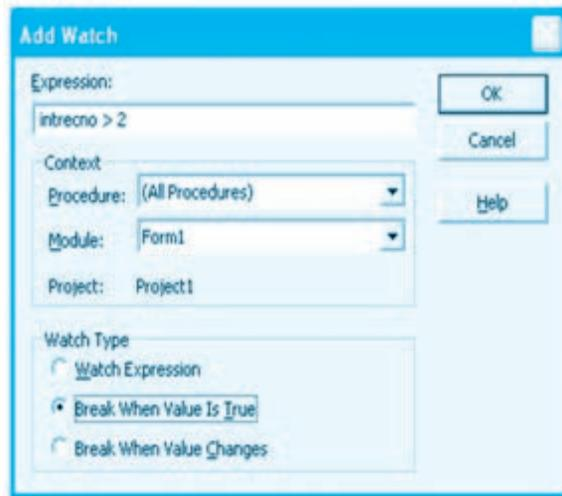 Add Watch
Expression:
intrecno > 2
OK
Cancel
Help
Context
Procedure: (All Procedures)
Module: Form1
Project: Project1
Watch Type
Watch Expression
Break When Value Is True
Break When Value Changes